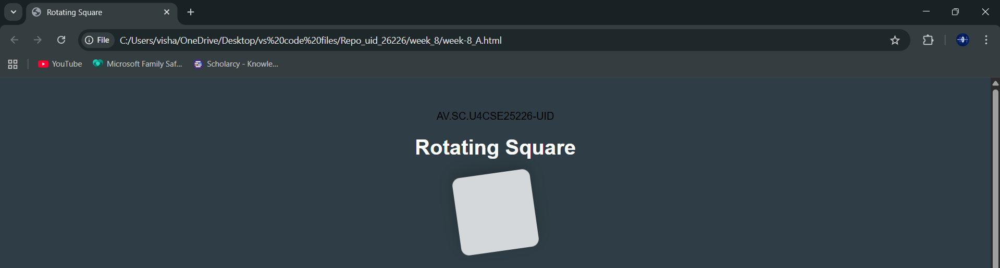 Rotating Square
File C:/Users/visha/OneDrive/Desktop/vs%20code%20files/Repo_uid_26226/week_8/week-8_A.html
YouTube Microsoft Family Saf... Scholarcy - Knowle...
AV.SC.U4CSE25226-UID
Rotating Square